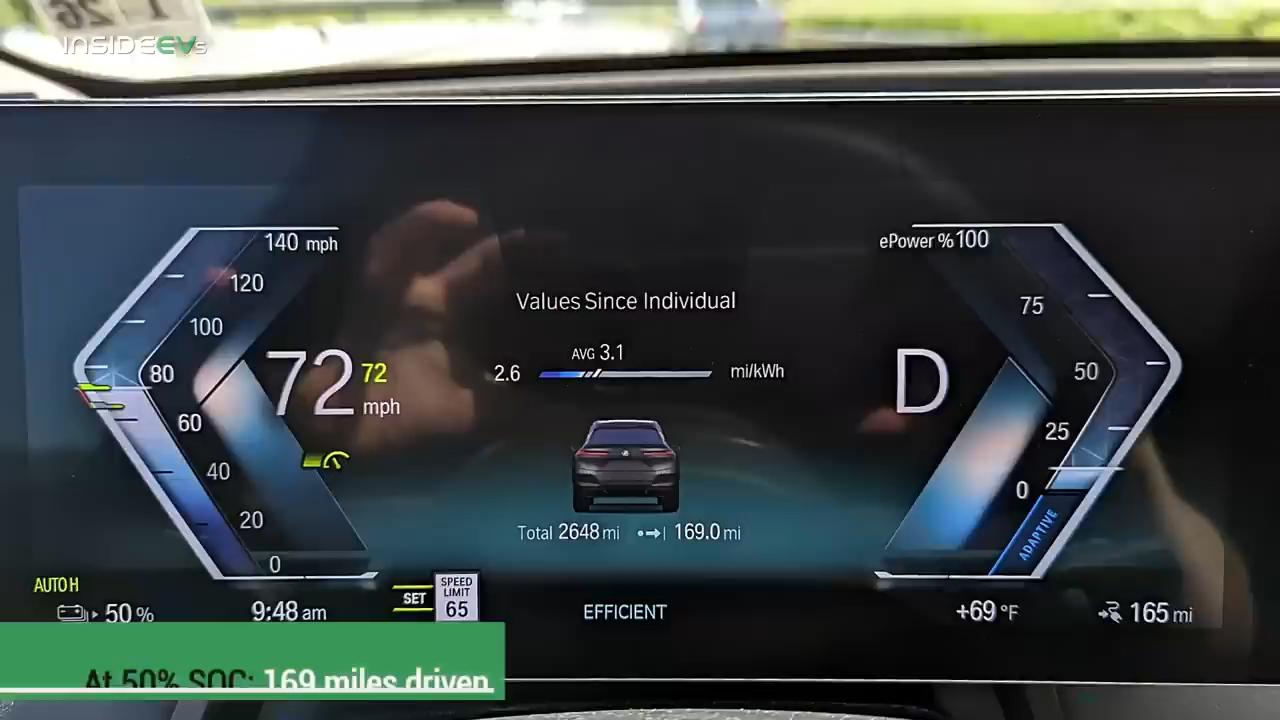 1 26
INSIDEEVs
140 mph
120
100
80
60
40
20
0
72 72
mph
Values Since Individual
AVG 3.1
2.6 mi/kWh
Total 2648 mi 169.0 mi
ePower %100
75
50
25
0
D
ADAPTIVE
AUTO H
50 %
9:48 am
SET
SPEED
LIMIT
65
EFFICIENT
+69 °F
165 mi
At 50% SOC: 169 miles driven